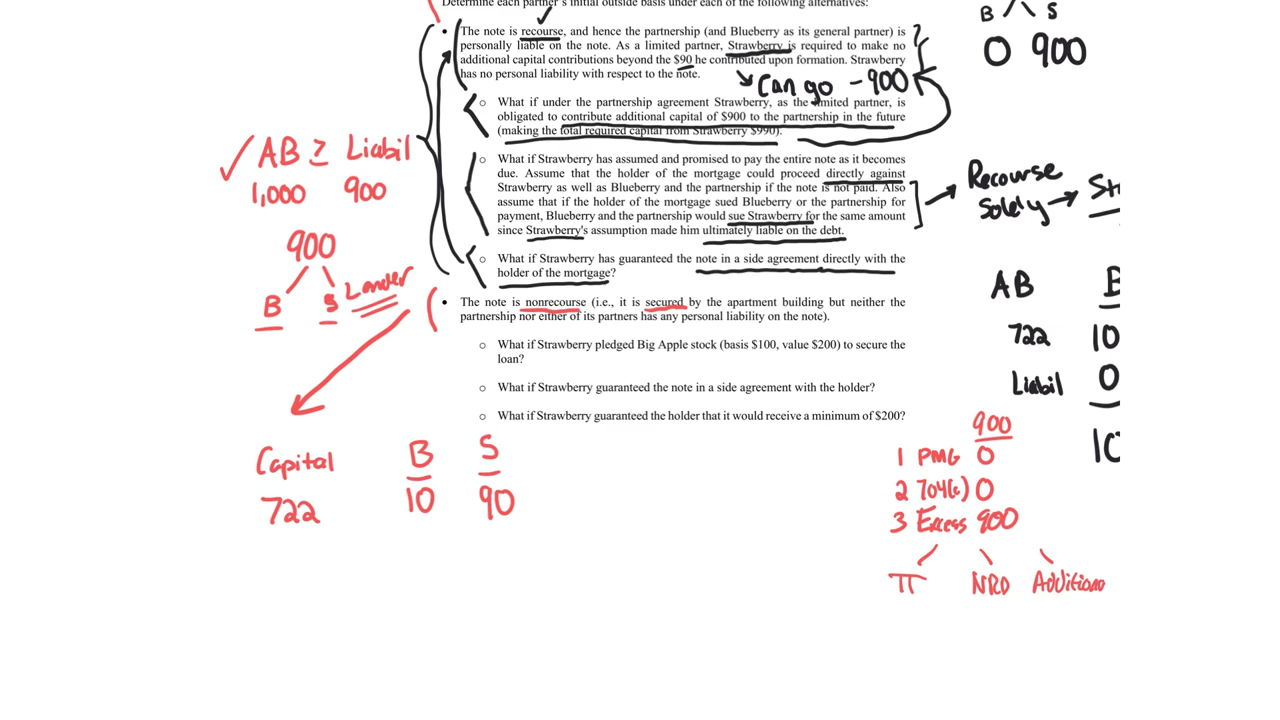 Determine each partner's initial outside basis under each of the following alternatives:
• The note is recourse, and hence the partnership (and Blueberry as its general partner) is
personally liable on the note. As a limited partner, Strawberry is required to make no
additional capital contributions beyond the $90 he contributed upon formation. Strawberry
has no personal liability with respect to the note.
○ What if under the partnership agreement Strawberry, as the limited partner, is
obligated to contribute additional capital of $900 to the partnership in the future
(making the total required capital from Strawberry $990).
○ What if Strawberry has assumed and promised to pay the entire note as it becomes
due. Assume that the holder of the mortgage could proceed directly against
Strawberry as well as Blueberry and the partnership if the note is not paid. Also
assume that if the holder of the mortgage sued Blueberry or the partnership for
payment, Blueberry and the partnership would sue Strawberry for the same amount
since Strawberry's assumption made him ultimately liable on the debt.
○ What if Strawberry has guaranteed the note in a side agreement directly with the
holder of the mortgage?
• The note is nonrecourse (i.e., it is secured by the apartment building but neither the
partnership nor either of its partners has any personal liability on the note).
○ What if Strawberry pledged Big Apple stock (basis $100, value $200) to secure the
loan?
○ What if Strawberry guaranteed the note in a side agreement with the holder?
○ What if Strawberry guaranteed the holder that it would receive a minimum of $200?
B S
0 900
?
Can go -900
✓ AB ≥ Liabil
1,000 900
900
B S Lender
Recourse
Solely → St
AB B
722 10
Liabil 0
10
Capital B S
722 10 90
900
1 PMG 0
2 704(c) 0
3 Excess 900
π NRD Additiona